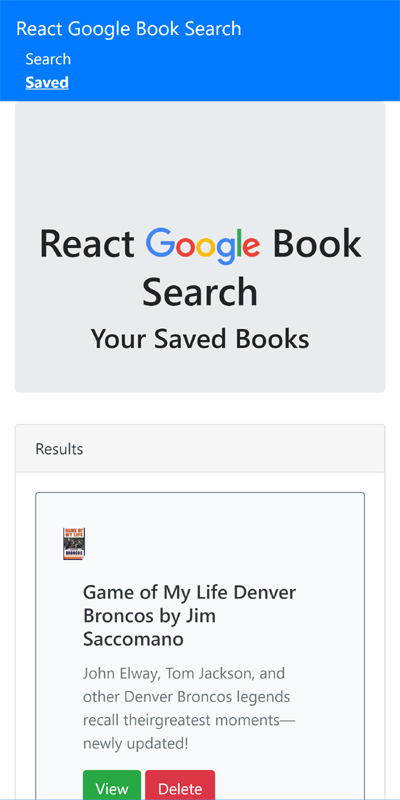 React Google Book Search
Search
Saved
React Google Book
Search
Your Saved Books
Results
GAME OF
MY LIFE
BRONCOS
Game of My Life Denver
Broncos by Jim
Saccomano
John Elway, Tom Jackson, and
other Denver Broncos legends
recall theirgreatest moments—
newly updated!
View
Delete